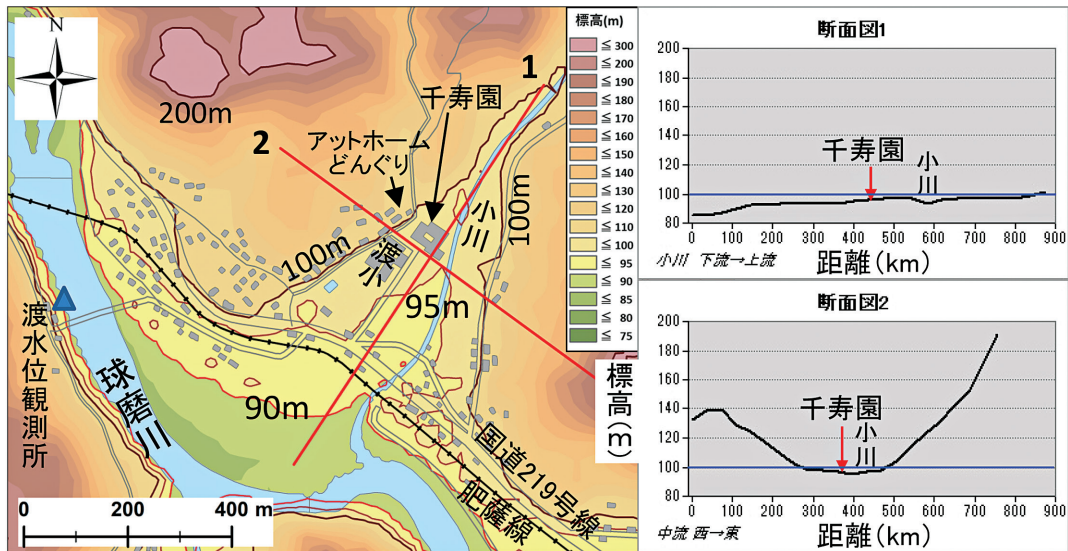 N
200m
1
千寿園
2
アットホーム
どんぐり
小川
100m
100m
渡小
95m
渡水位観測所
球磨川
90m
国道219号線
肥薩線
0 200 400 m
標高(m)
≦ 300
≦ 200
≦ 190
≦ 180
≦ 170
≦ 160
≦ 150
≦ 140
≦ 130
≦ 120
≦ 110
≦ 100
≦ 95
≦ 90
≦ 85
≦ 80
≦ 75
標高(m)
断面図1
200
180
160
140
120
100
80
千寿園
小川
0 100 200 300 400 500 600 700 800 900
小川 下流→上流
距離(km)
断面図2
200
180
160
140
120
100
80
千寿園
小川
0 100 200 300 400 500 600 700 800 900
中流 西→東
距離(km)